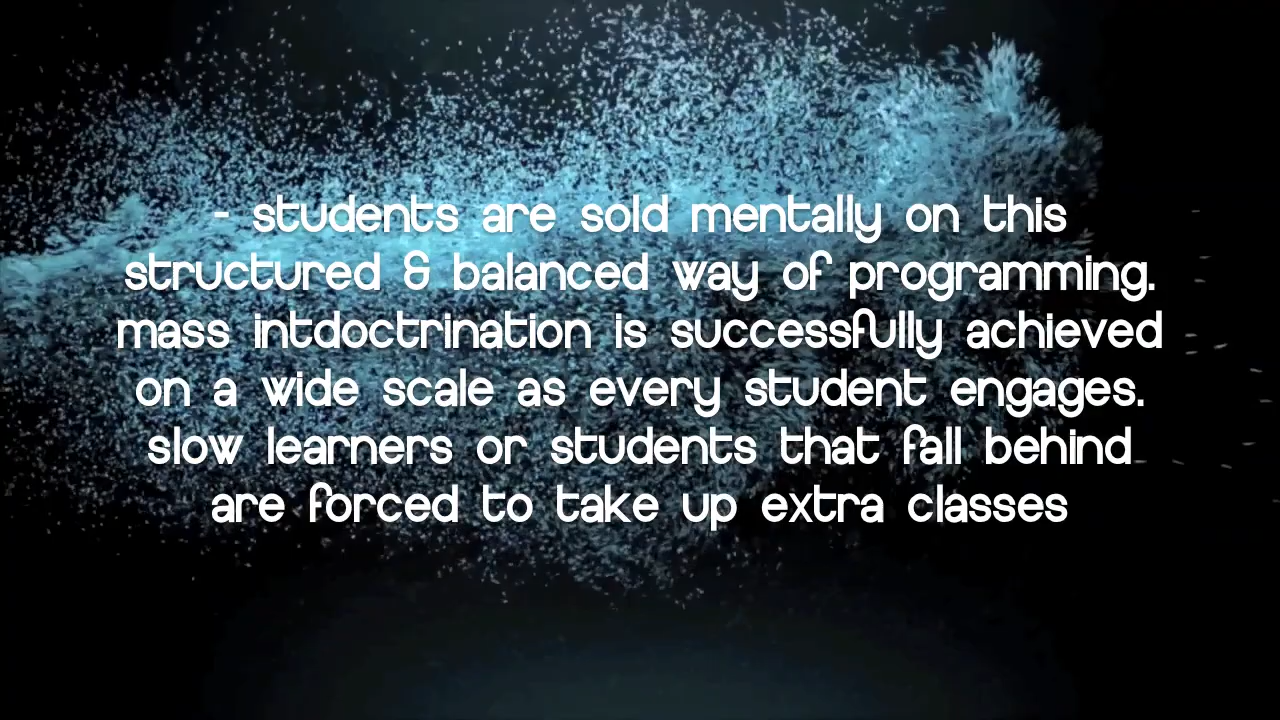 - students are sold mentally on this
structured & balanced way of programming.
mass intdoctrination is successfully achieved
on a wide scale as every student engages.
slow learners or students that fall behind
are forced to take up extra classes